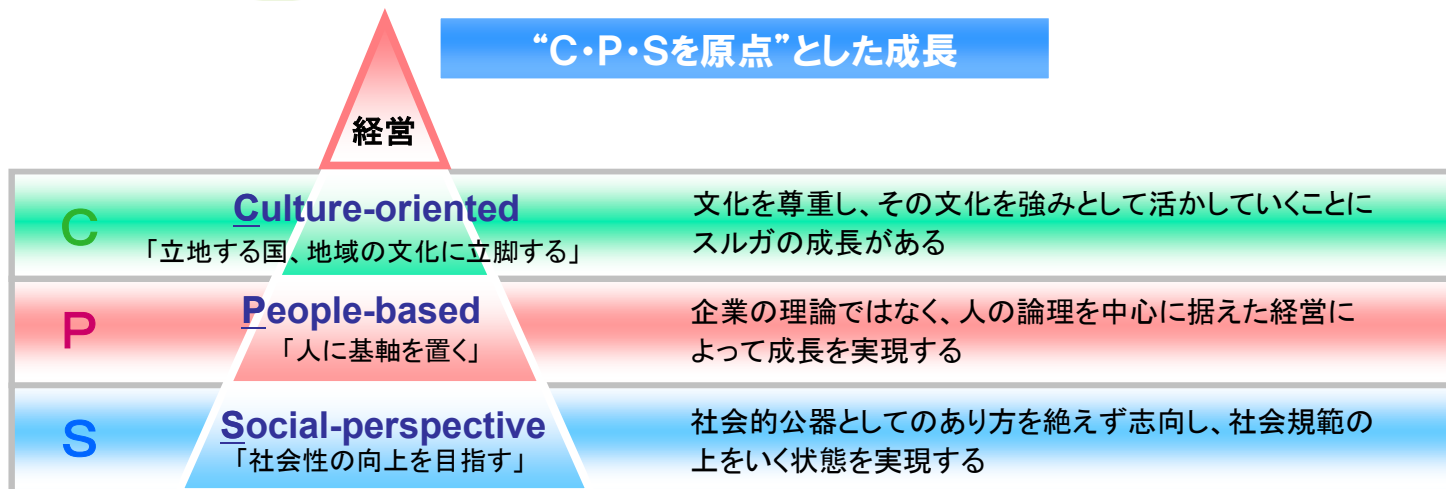 “C・P・Sを原点”とした成長
経営
C
Culture-oriented
「立地する国、地域の文化に立脚する」
文化を尊重し、その文化を強みとして活かしていくことに
スルガの成長がある
P
People-based
「人に基軸を置く」
企業の理論ではなく、人の論理を中心に据えた経営に
よって成長を実現する
S
Social-perspective
「社会性の向上を目指す」
社会的公器としてのあり方を絶えず志向し、社会規範の
上をいく状態を実現する